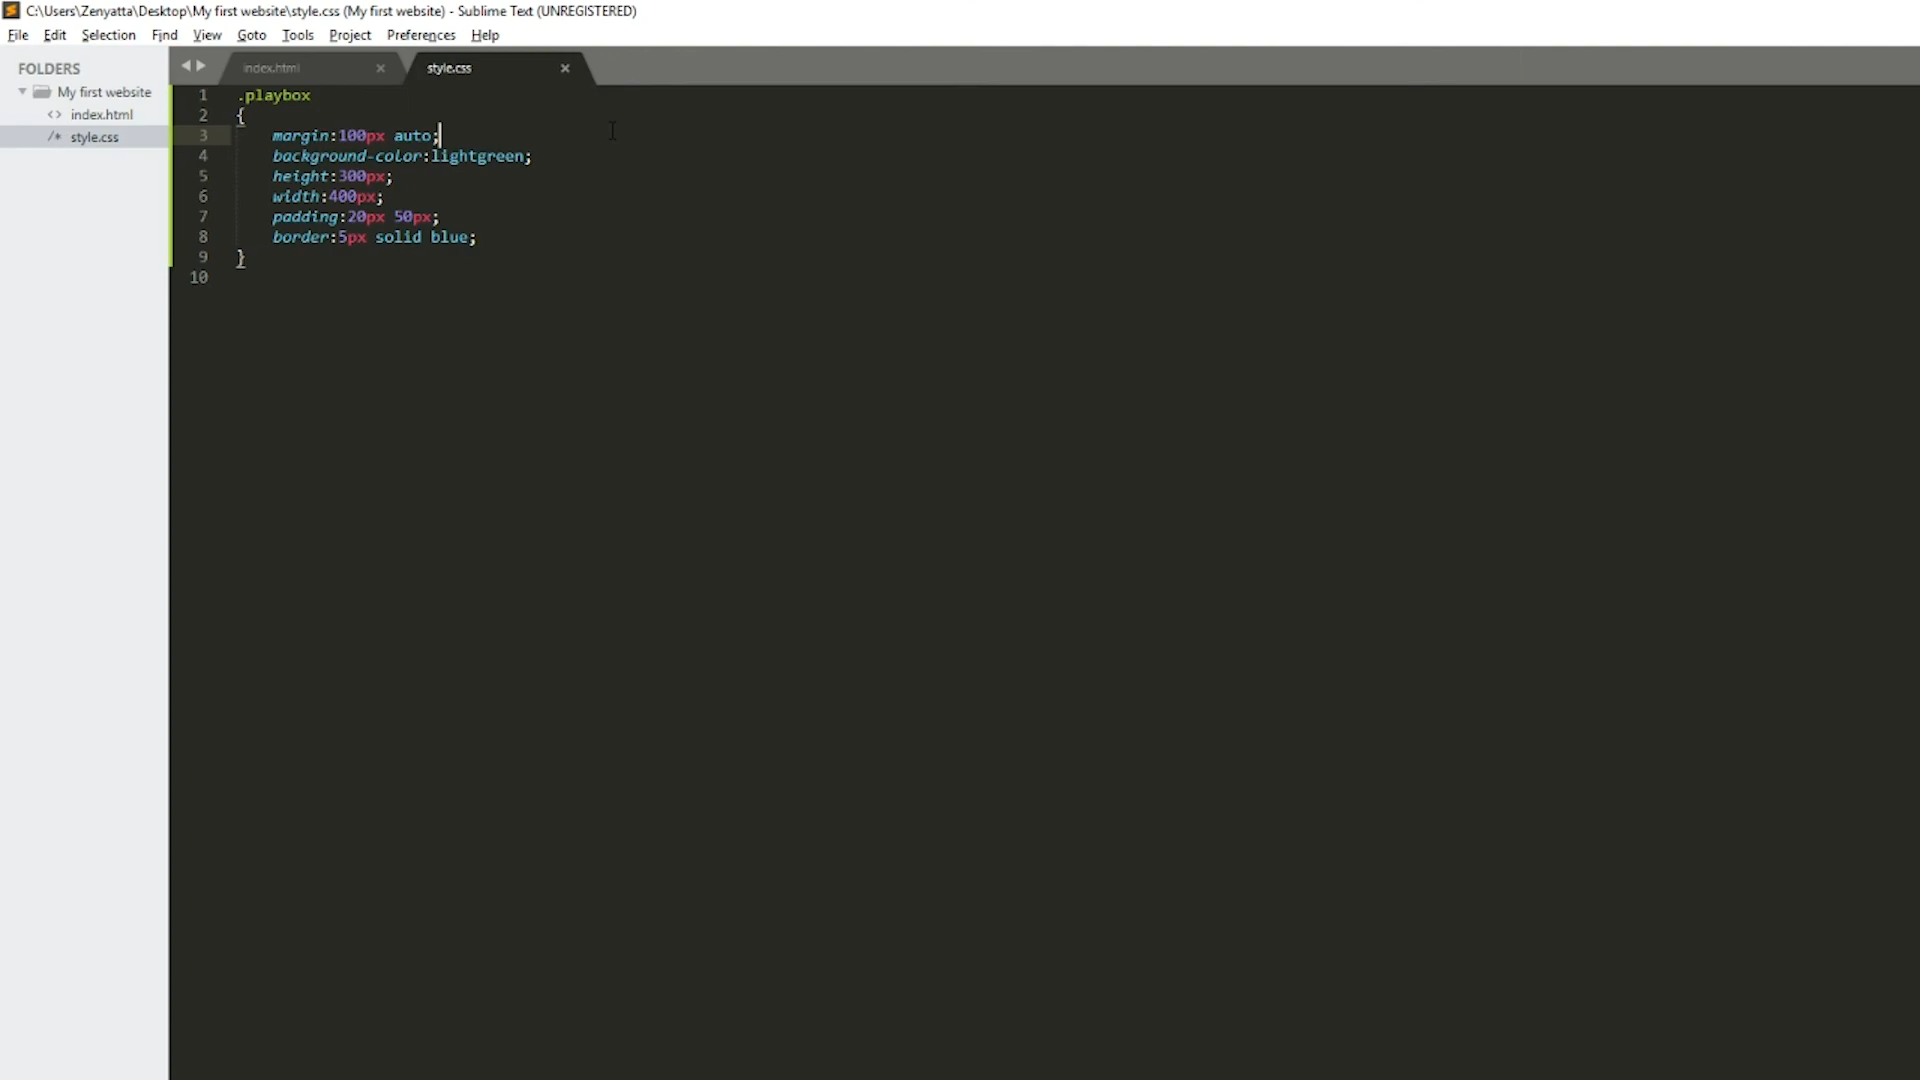 C:\Users\Zenyatta\Desktop\My first website\style.css (My first website) - Sublime Text (UNREGISTERED)
File Edit Selection Find View Goto Tools Project Preferences Help
FOLDERS
My first website
<> index.html
/* style.css
index.html × style.css ×
1 .playbox
2 {
3 margin:100px auto;
4 background-color:lightgreen;
5 height:300px;
6 width:400px;
7 padding:20px 50px;
8 border:5px solid blue;
9 }
10